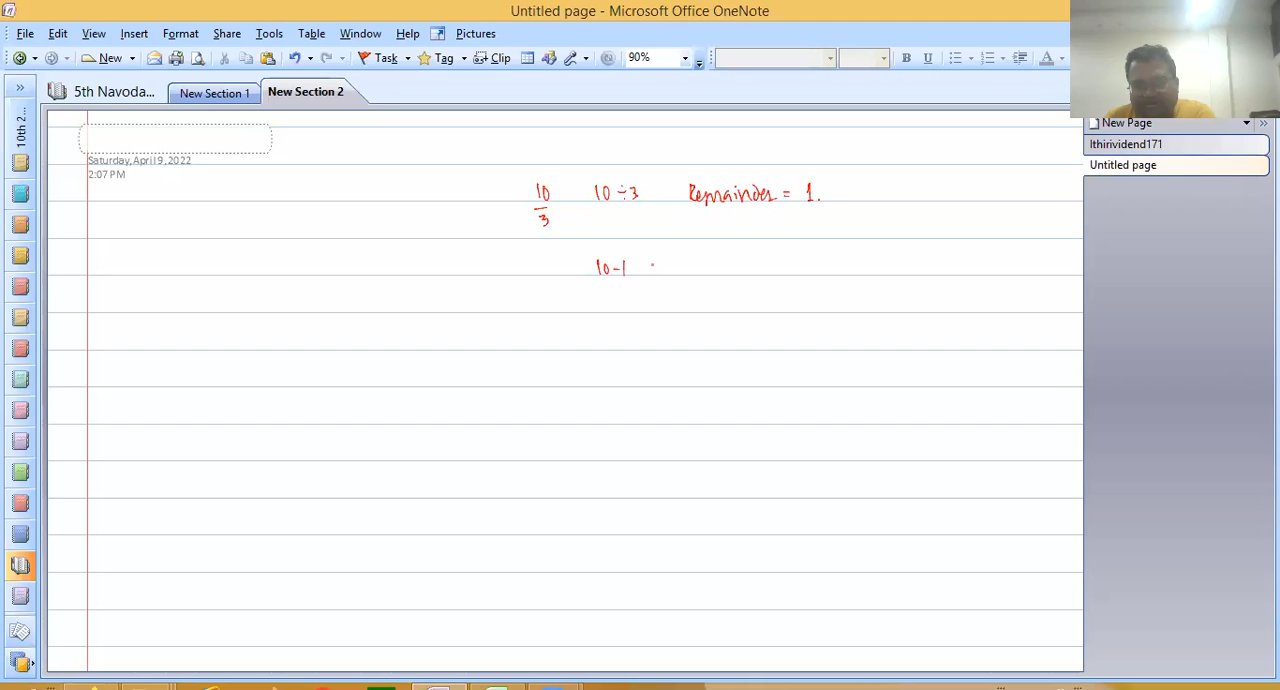 Untitled page - Microsoft Office OneNote
File Edit View Insert Format Share Tools Table Window Help Pictures
New Task Tag Clip 90% B U A
5th Navoda... New Section 1 New Section 2
10th 2...
New Page
Ithirividend171
Untitled page
Saturday, April 9, 2022
2:07 PM
10/3 10 ÷ 3 Remainder = 1.
10-1